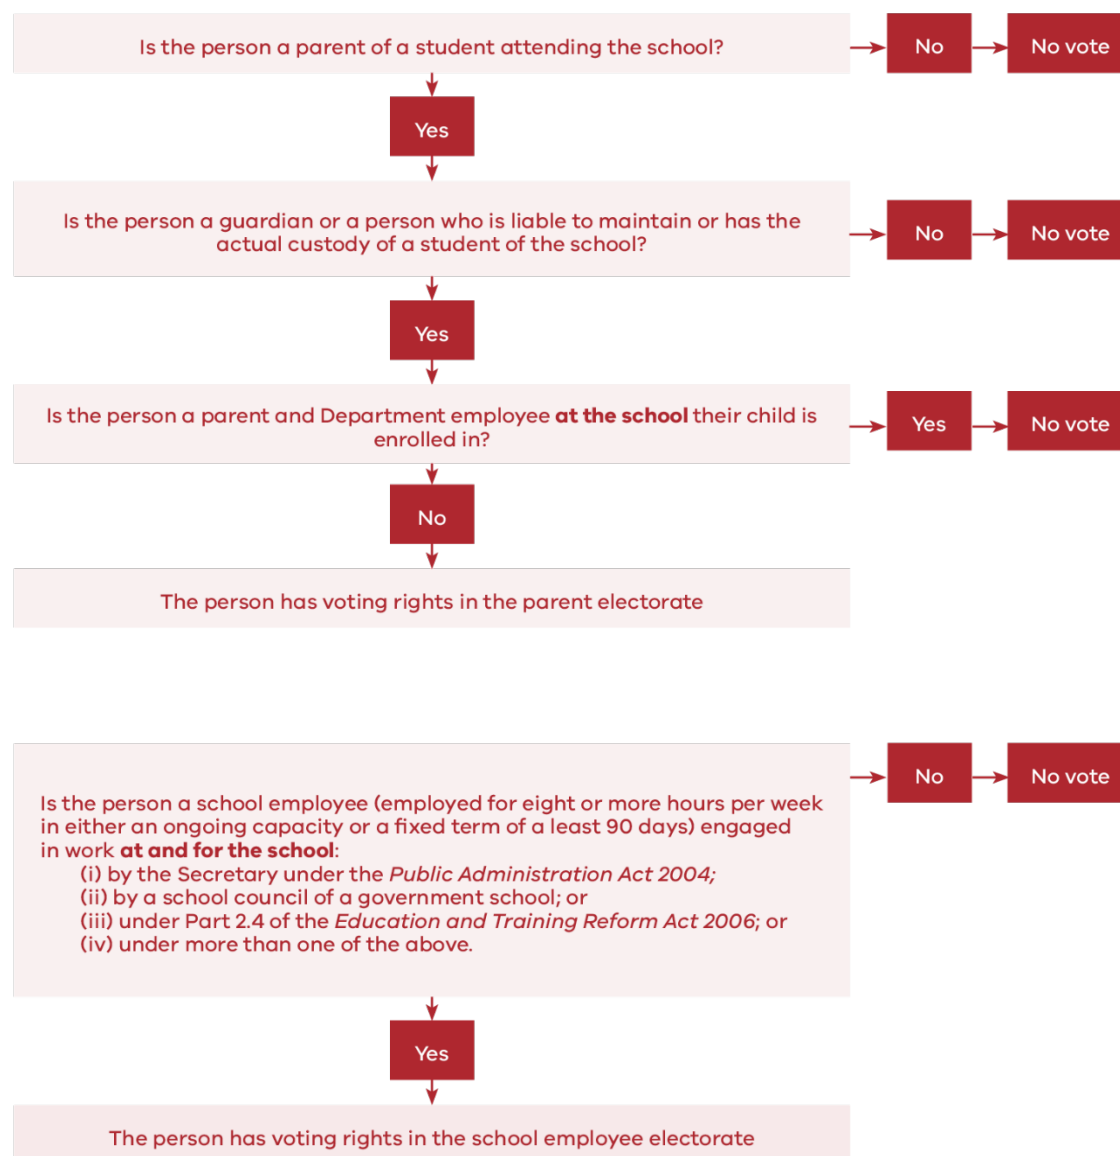 Is the person a parent of a student attending the school?
No
No vote
Yes
Is the person a guardian or a person who is liable to maintain or has the
actual custody of a student of the school?
No
No vote
Yes
Is the person a parent and Department employee at the school their child is
enrolled in?
Yes
No vote
No
The person has voting rights in the parent electorate
Is the person a school employee (employed for eight or more hours per week
in either an ongoing capacity or a fixed term of a least 90 days) engaged
in work at and for the school:
(i) by the Secretary under the Public Administration Act 2004;
(ii) by a school council of a government school; or
(iii) under Part 2.4 of the Education and Training Reform Act 2006; or
(iv) under more than one of the above.
No
No vote
Yes
The person has voting rights in the school employee electorate